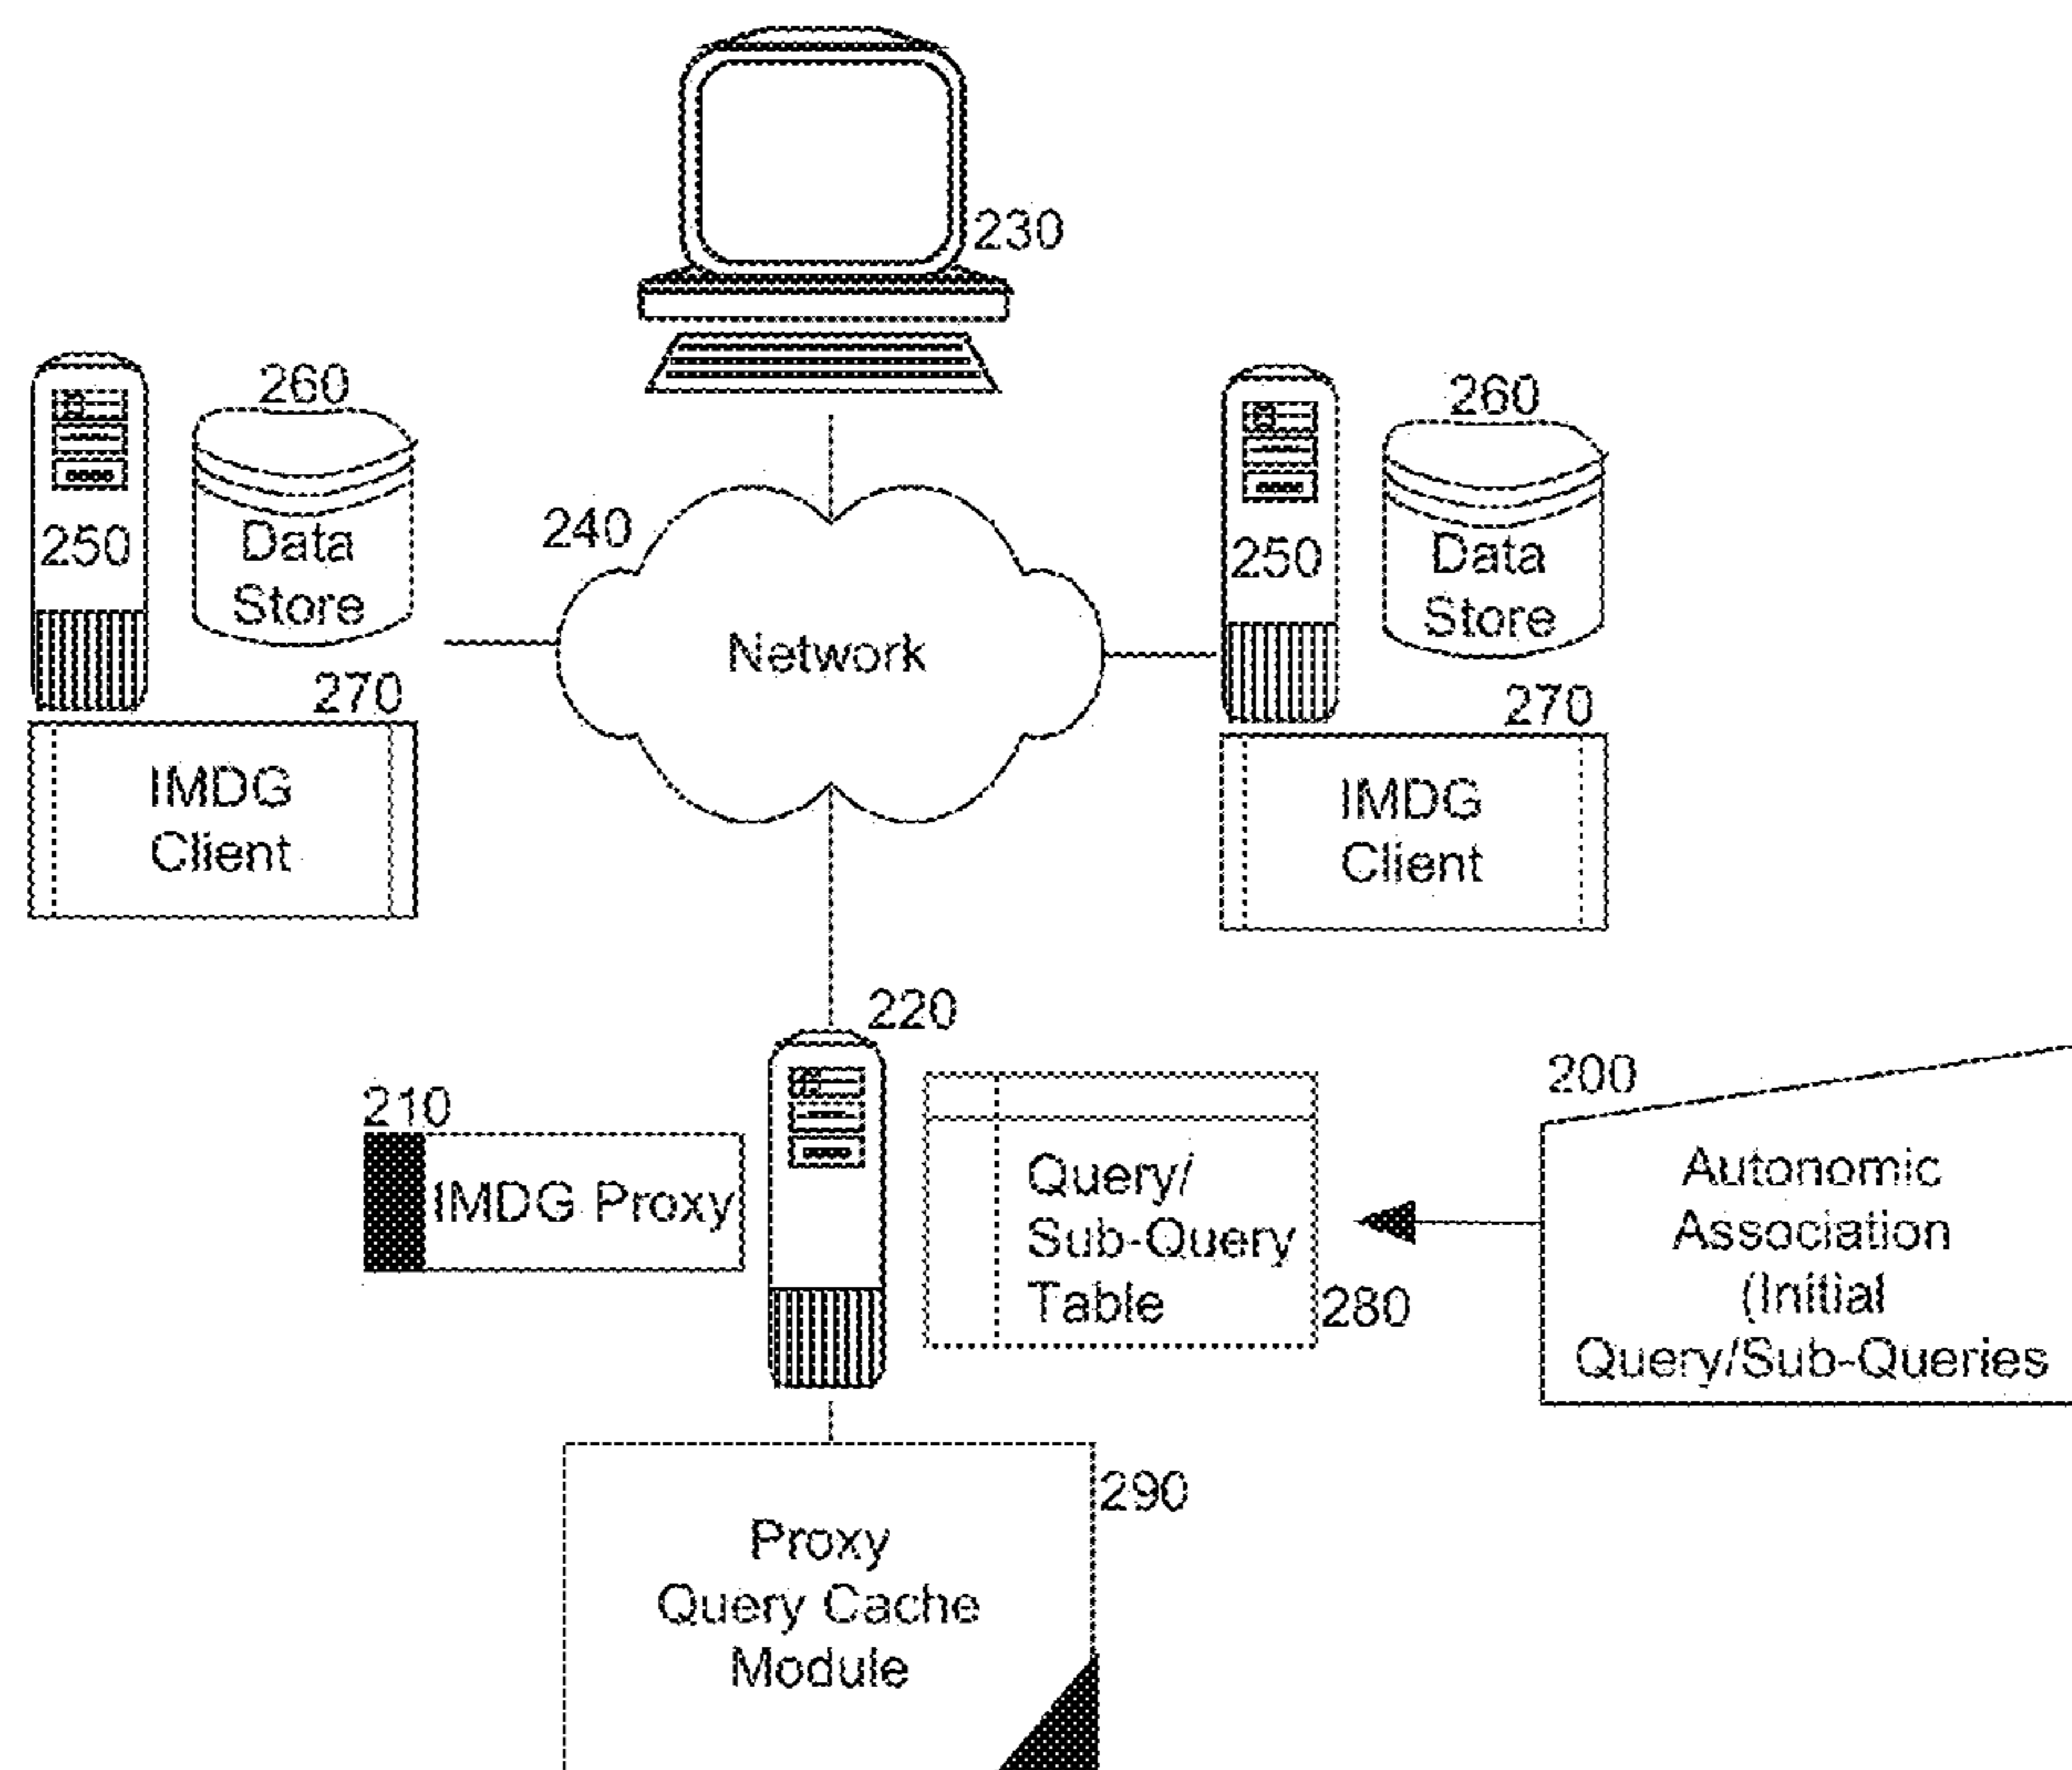 230
260
250
Data
Store
270
IMDG
Client
240
Network
260
250
Data
Store
270
IMDG
Client
220
210
IMDG Proxy
Query/
Sub-Query
Table
280
200
Autonomic
Association
(Initial
Query/Sub-Queries
290
Proxy
Query Cache
Module